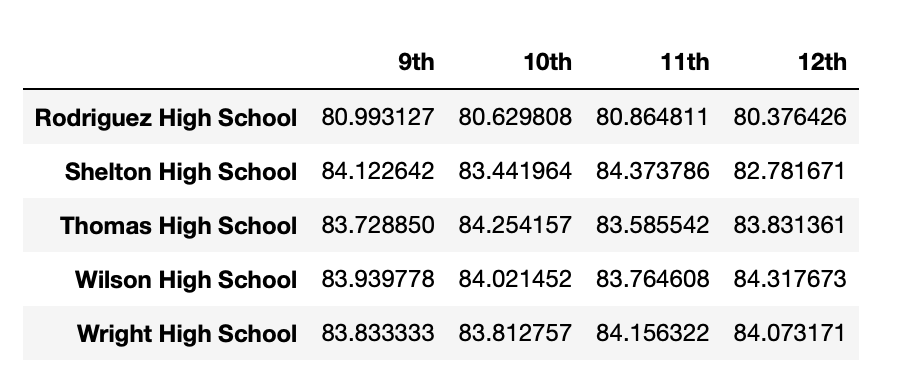 9th 10th 11th 12th
Rodriguez High School 80.993127 80.629808 80.864811 80.376426
Shelton High School 84.122642 83.441964 84.373786 82.781671
Thomas High School 83.728850 84.254157 83.585542 83.831361
Wilson High School 83.939778 84.021452 83.764608 84.317673
Wright High School 83.833333 83.812757 84.156322 84.073171